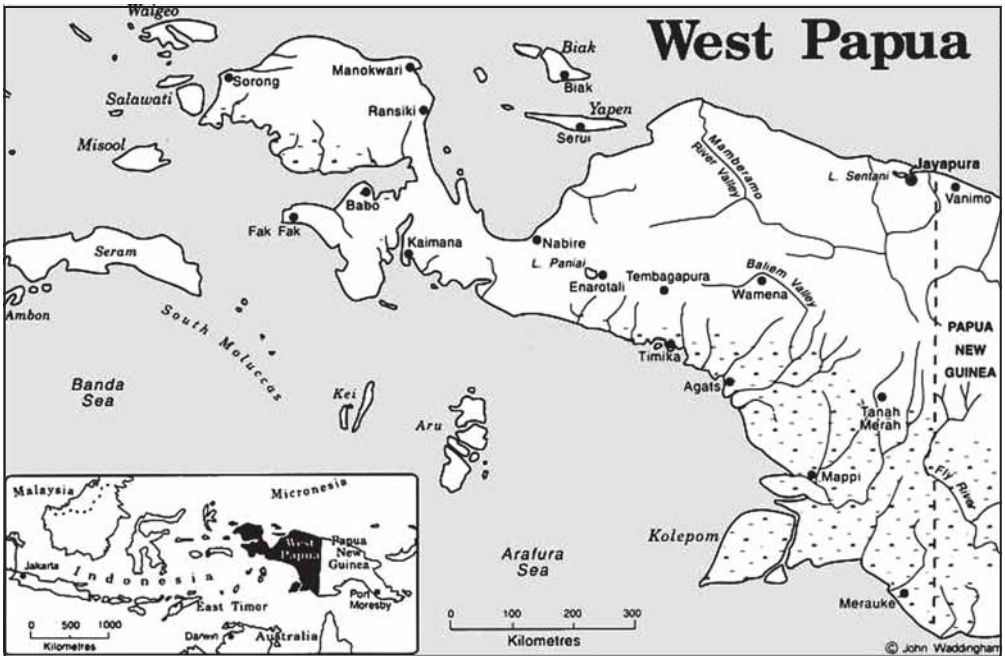 West Papua
Waigeo
Sorong
Salawati
Misool
Manokwari
Ransiki
Biak
Biak
Yapen
Serui
Mamberamo
River Valley
Jayapura
L. Sentani
Vanimo
Babo
Fak Fak
Kaimana
Seram
Ambon
South Moluccas
Nabire
L. Paniai
Enarotali
Tembagapura
Baliem Valley
Wamena
Timika
PAPUA
NEW
GUINEA
Agats
Banda
Sea
Kei
Aru
Tanah
Merah
Mappi
Fly River
Kolepom
Arafura
Sea
Merauke
0 100 200 300
Kilometres
© John Waddingham
Malaysia
Micronesia
West
Papua
Papua
New
Guinea
Jakarta
Indonesia
Port
Moresby
East Timor
0 500 1000
Kilometres
Darwin
Australia